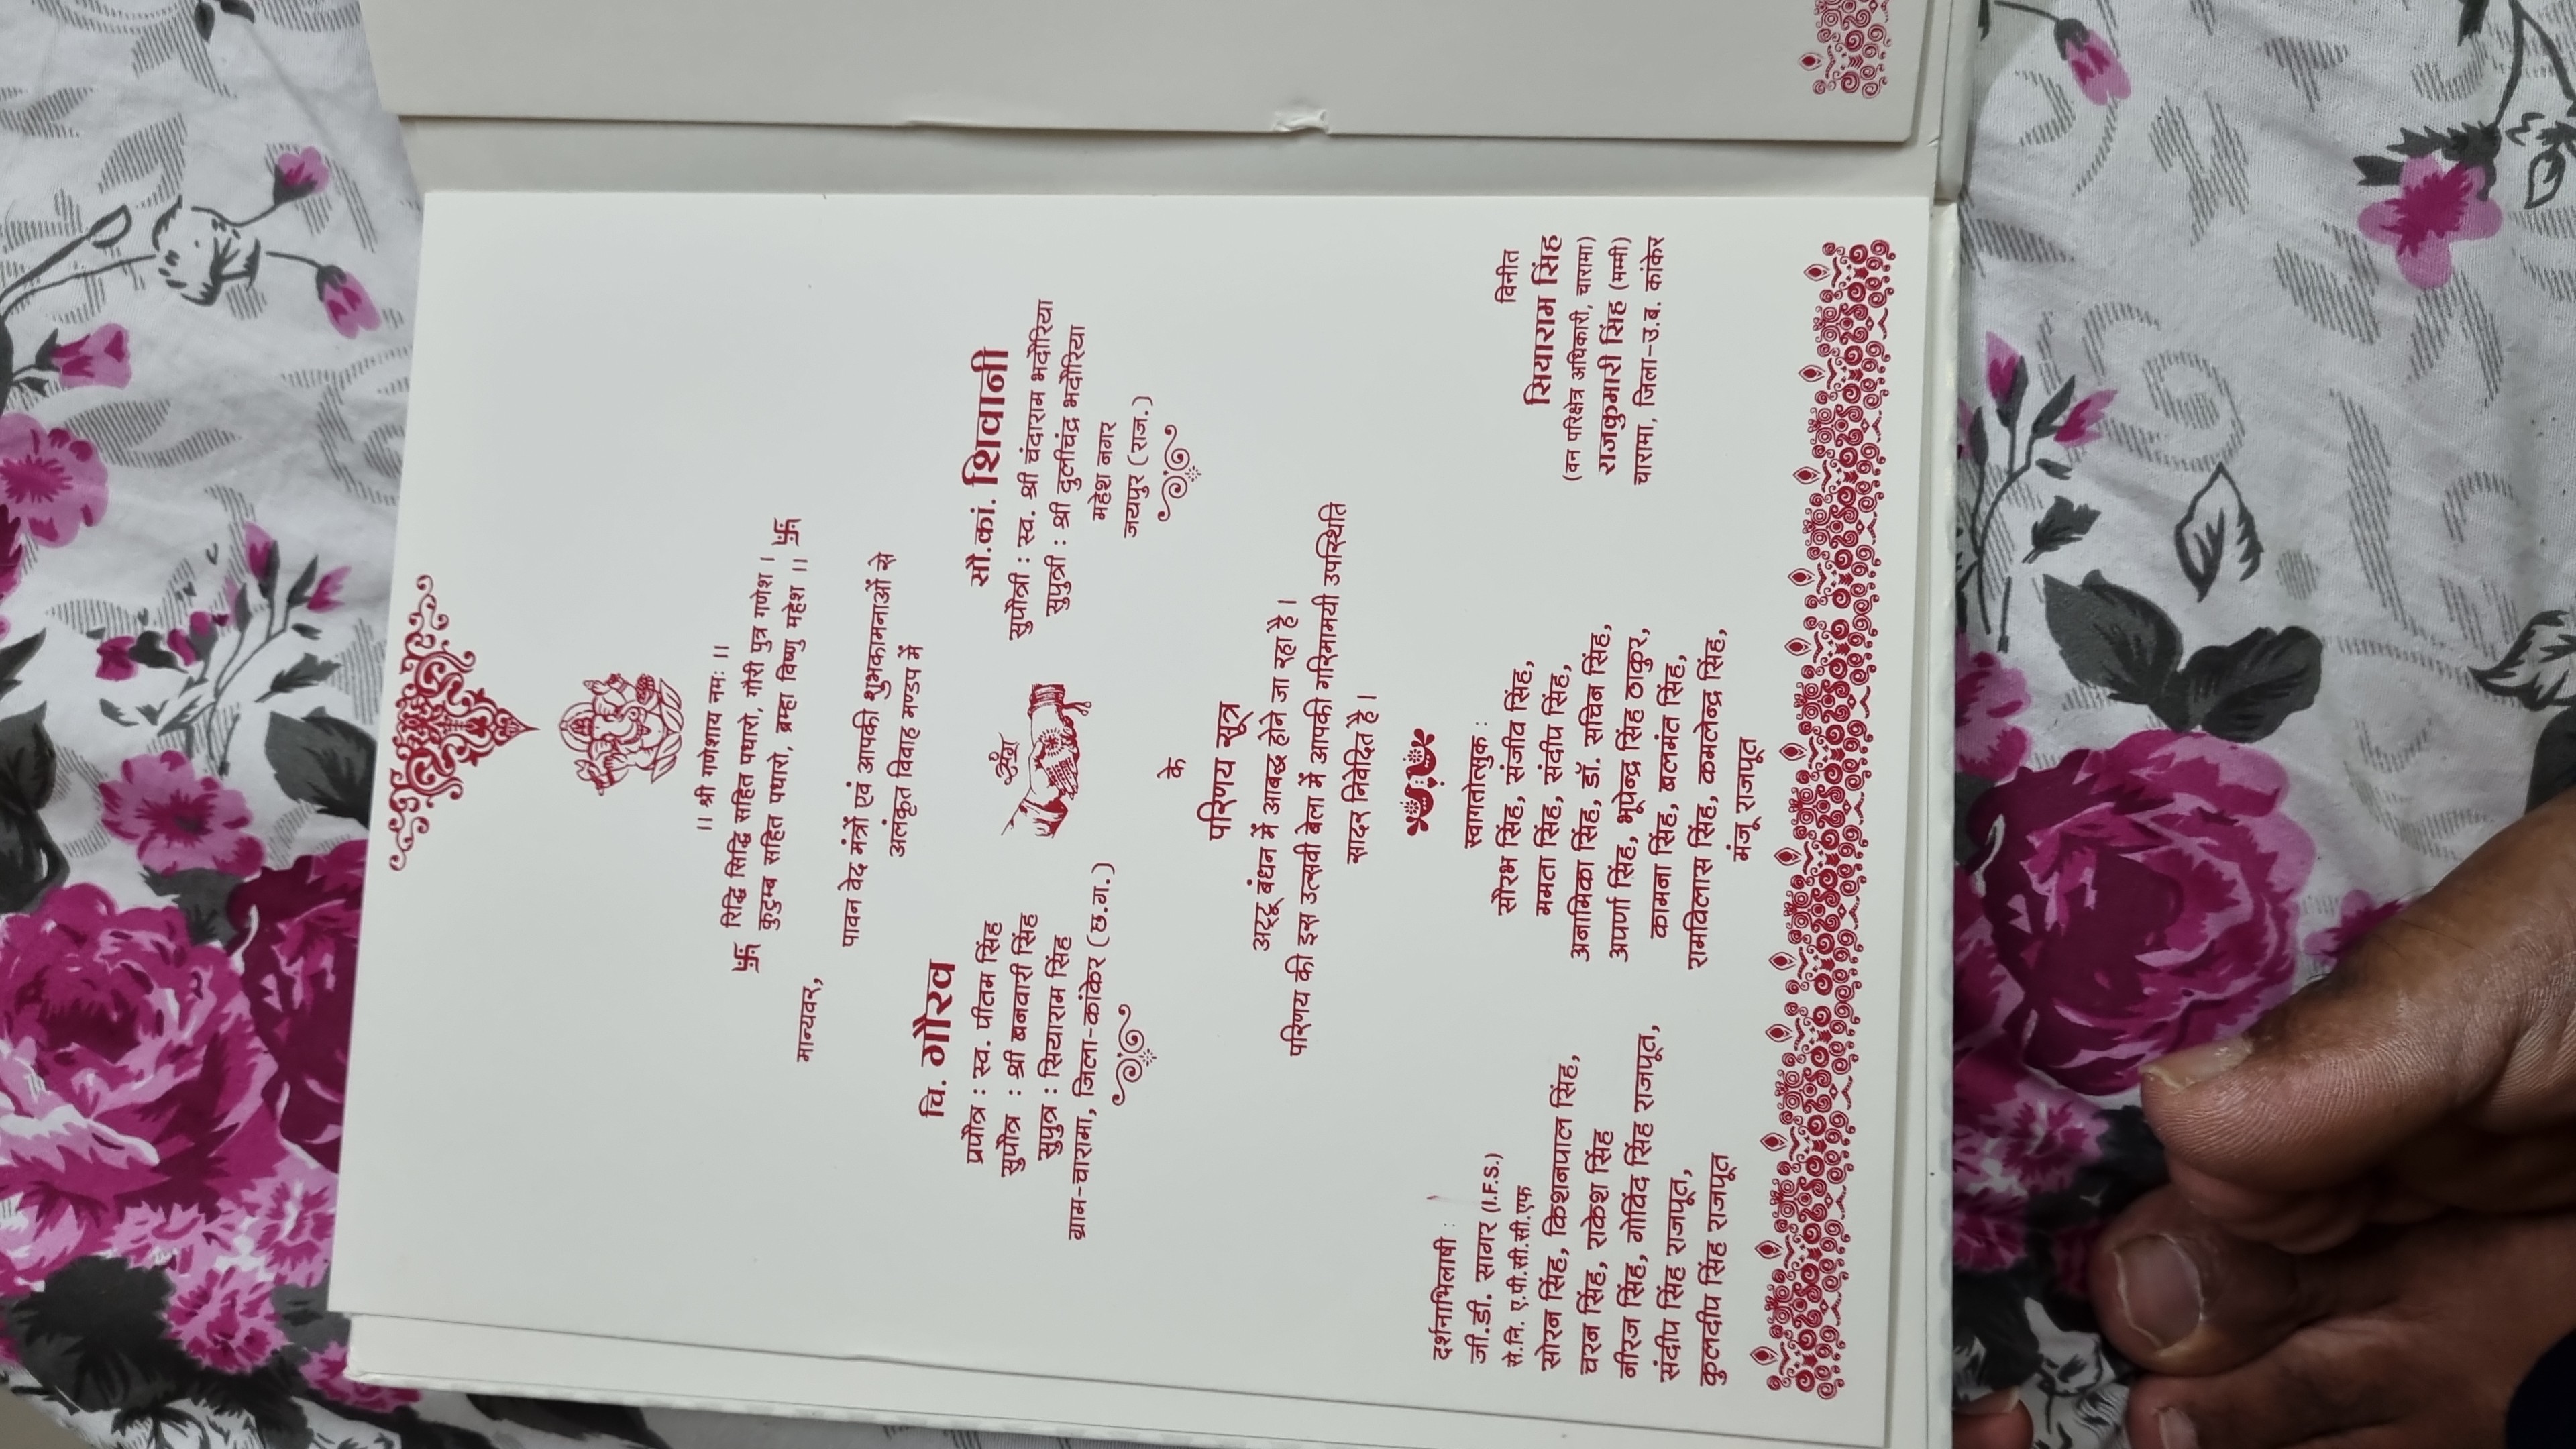 ।। श्री गणेशाय नमः ।।
रिद्धि सिद्धि सहित पधारो, गौरी पुत्र गणेश ।
कुटुम्ब सहित पधारो, ब्रम्हा विष्णु महेश ।।
मान्यवर,
पावन वेद मंत्रों एवं आपकी शुभकामनाओं से
अलंकृत विवाह मण्डप में
चि. गौरव
प्रपौत्र : स्व. पीतम सिंह
सुपौत्र : श्री बनवारी सिंह
सुपुत्र : सियाराम सिंह
ग्राम-चारामा, जिला-कांकेर (छ.ग.)
संग
सौ.कां. शिवानी
सुपौत्री : स्व. श्री चंदाराम भदौरिया
सुपुत्री : श्री दुलीचंद्र भदौरिया
महेश नगर
जयपुर (राज.)
के
परिणय सूत्र
अट्टू बंधन में आबद्ध होने जा रहा है ।
परिणय की इस उत्सवी बेला में आपकी गरिमामयी उपस्थिति
सादर निवेदित है ।
दर्शनाभिलाषी :
जी.डी. सागर (I.F.S.)
से.नि. ए.पी.सी.सी.एफ
सोरन सिंह, किशनपाल सिंह,
चरन सिंह, राकेश सिंह
नीरज सिंह, गोविंद सिंह राजपूत,
संदीप सिंह राजपूत,
कुलदीप सिंह राजपूत
स्वागतोत्सुक :
सौरभ सिंह, संजीव सिंह,
ममता सिंह, संदीप सिंह,
अनामिका सिंह, डॉ. सचिन सिंह,
अपर्णा सिंह, भूपेन्द्र सिंह ठाकुर,
कामना सिंह, बलमंत सिंह,
रामविलास सिंह, कमलेन्द्र सिंह,
मंजू राजपूत
विनीत
सियाराम सिंह
(वन परिक्षेत्र अधिकारी, चारामा)
राजकुमारी सिंह (मम्मी)
चारामा, जिला-उ.ब. कांकेर